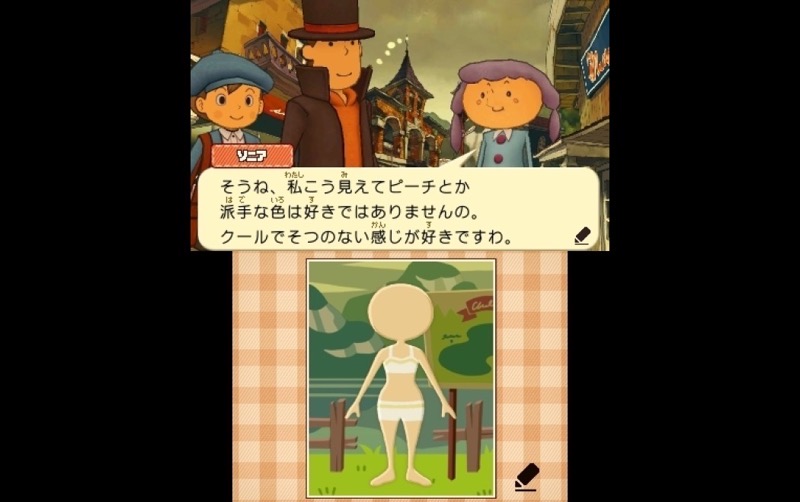 ソニア
そうね、私こう見えてピーチとか
派手な色は好きではありませんの。
クールでそつのない感じが好きですわ。